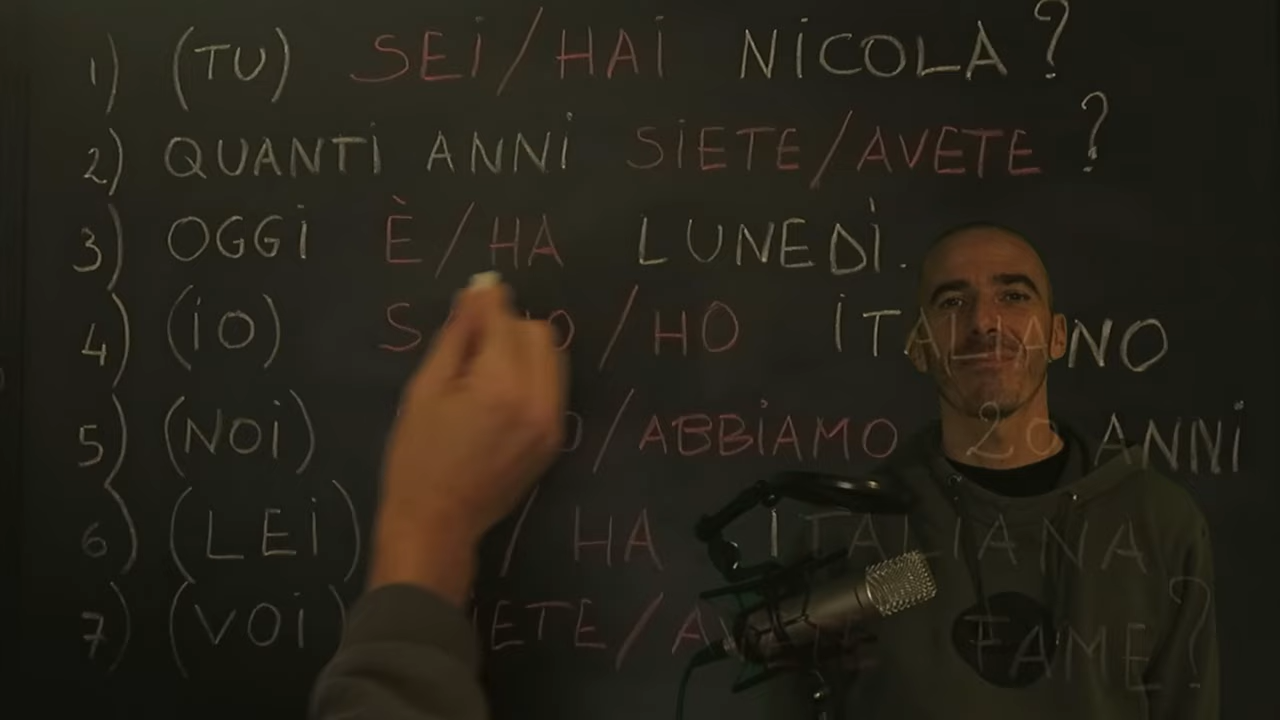 1) (TU) SEI/HAI NICOLA?
2) QUANTI ANNI SIETE/AVETE?
3) OGGI È/HA LUNEDÌ.
4) (IO) /HO ITALIANO
5) (NOI) /ABBIAMO 20 ANNI
6) (LEI) / HA ITALIANA
7) (VOI) / FAME?